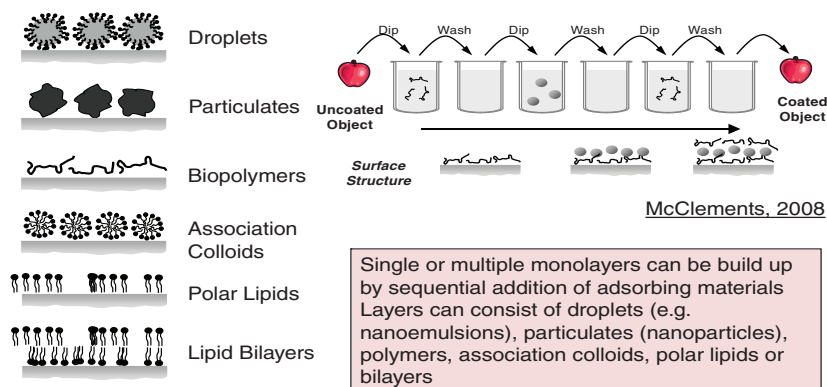 Droplets
Particulates
Biopolymers
Association
Colloids
Polar Lipids
Lipid Bilayers
Dip
Wash
Dip
Wash
Dip
Wash
Uncoated
Object
Coated
Object
Surface
Structure
McClements, 2008
Single or multiple monolayers can be build up
by sequential addition of adsorbing materials
Layers can consist of droplets (e.g.
nanoemulsions), particulates (nanoparticles),
polymers, association colloids, polar lipids or
bilayers